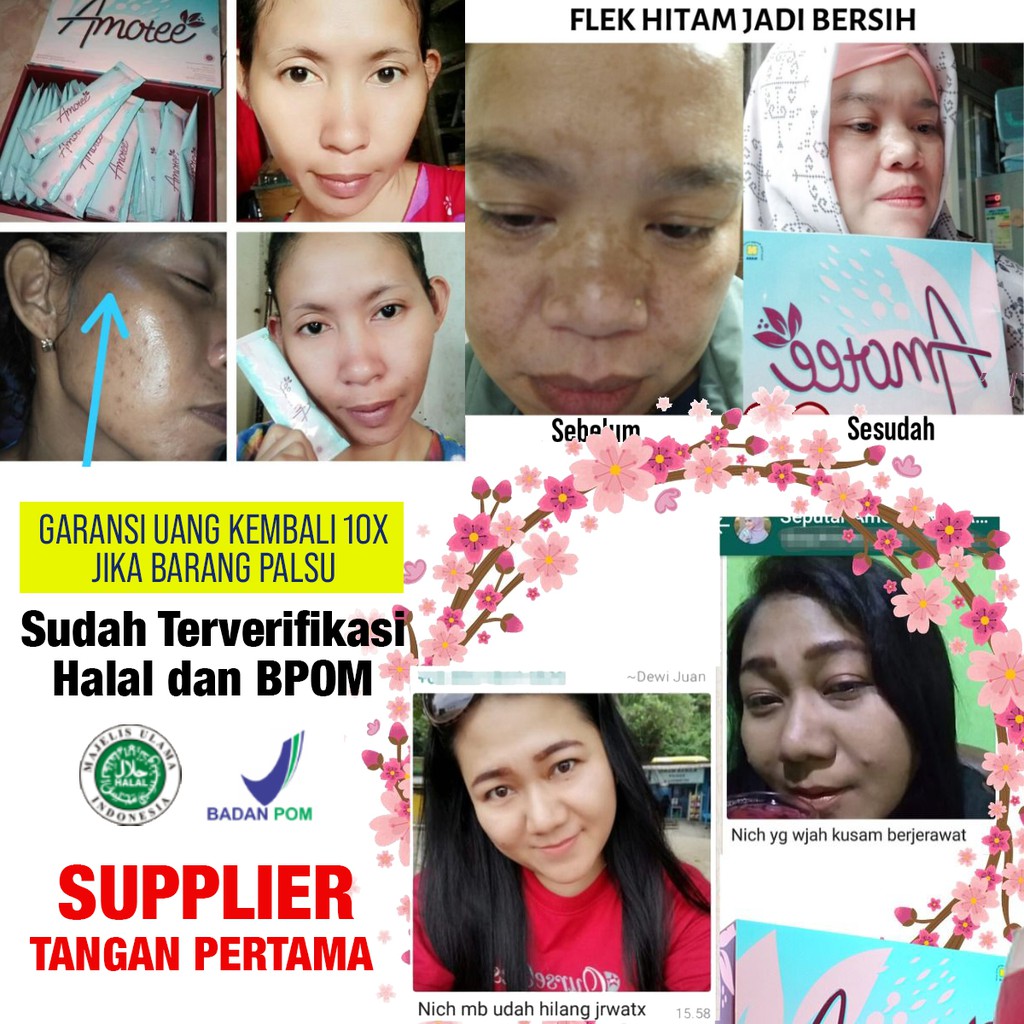 Amotee
Amotee
FLEK HITAM JADI BERSIH
Amotee
Sebelum
Sesudah
GARANSI UANG KEMBALI 10X
JIKA BARANG PALSU
Sudah Terverifikasi
Halal dan BPOM
MAJELIS ULAMA
HALAL
INDONESIA
BADAN POM
SUPPLIER
TANGAN PERTAMA
~Dewi Juan
Nich mb udah hilang jrwatx
15.58
Nich yg wjah kusam berjerawat